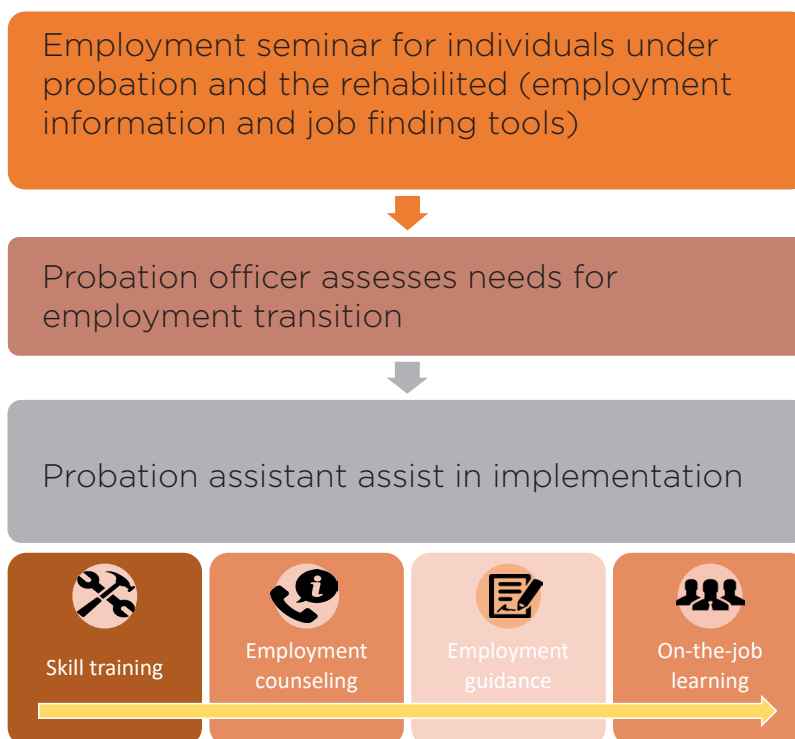 Employment seminar for individuals under
probation and the rehabilited (employment
information and job finding tools)
Probation officer assesses needs for
employment transition
Probation assistant assist in implementation
Skill training
Employment
counseling
Employment
guidance
On-the-job
learning